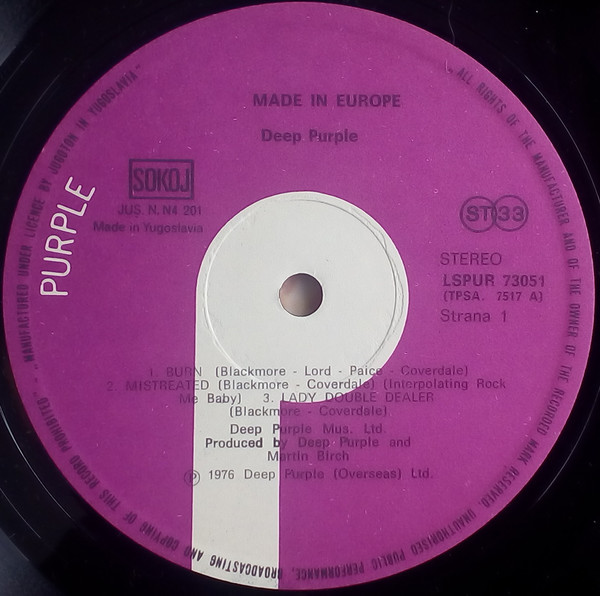 MADE IN EUROPE
Deep Purple
SOKOJ
JUS. N. N4 201
Made in Yugoslavia
PURPLE
ST 33
STEREO
LSPUR 73051
(TPSA. 7517 A)
Strana 1
1. BURN (Blackmore - Lord - Paice - Coverdale)
2. MISTREATED (Blackmore - Coverdale) (Interpolating Rock
Me Baby) 3. LADY DOUBLE DEALER
(Blackmore - Coverdale)
Deep Purple Mus. Ltd.
Produced by Deep Purple and
Martin Birch
Ⓟ 1976 Deep Purple (Overseas) Ltd.
"MANUFACTURED UNDER LICENCE BY JUGOTON IN YUGOSLAVIA" "ALL RIGHTS OF THE MANUFACTURER AND OF THE OWNER OF THE RECORDED MARK RESERVED. UNAUTHORISED PUBLIC PERFORMANCE, BROADCASTING AND COPYING OF THIS RECORD PROHIBITED -